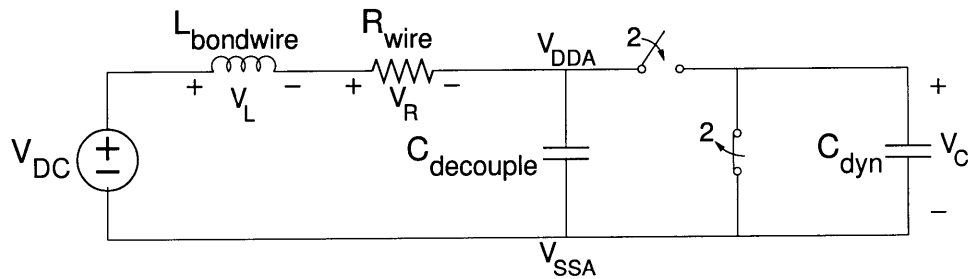 L_bondwire
R_wire
V_DDA
2
+ V_L −
+ V_R −
V_DC
+
−
C_decouple
2
C_dyn
+
V_C
−
V_SSA